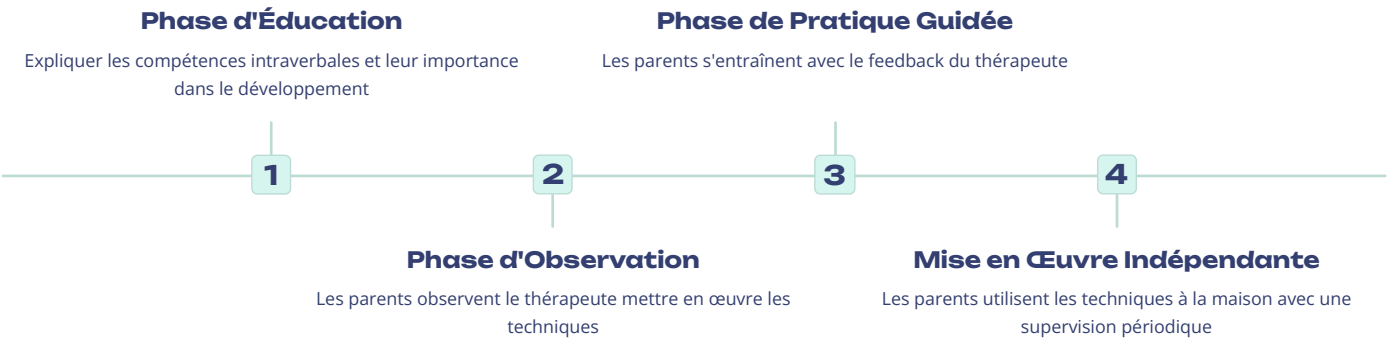 Phase d'Éducation
Expliquer les compétences intraverbales et leur importance
dans le développement
Phase de Pratique Guidée
Les parents s'entraînent avec le feedback du thérapeute
1
2
3
4
Phase d'Observation
Les parents observent le thérapeute mettre en œuvre les
techniques
Mise en Œuvre Indépendante
Les parents utilisent les techniques à la maison avec une
supervision périodique